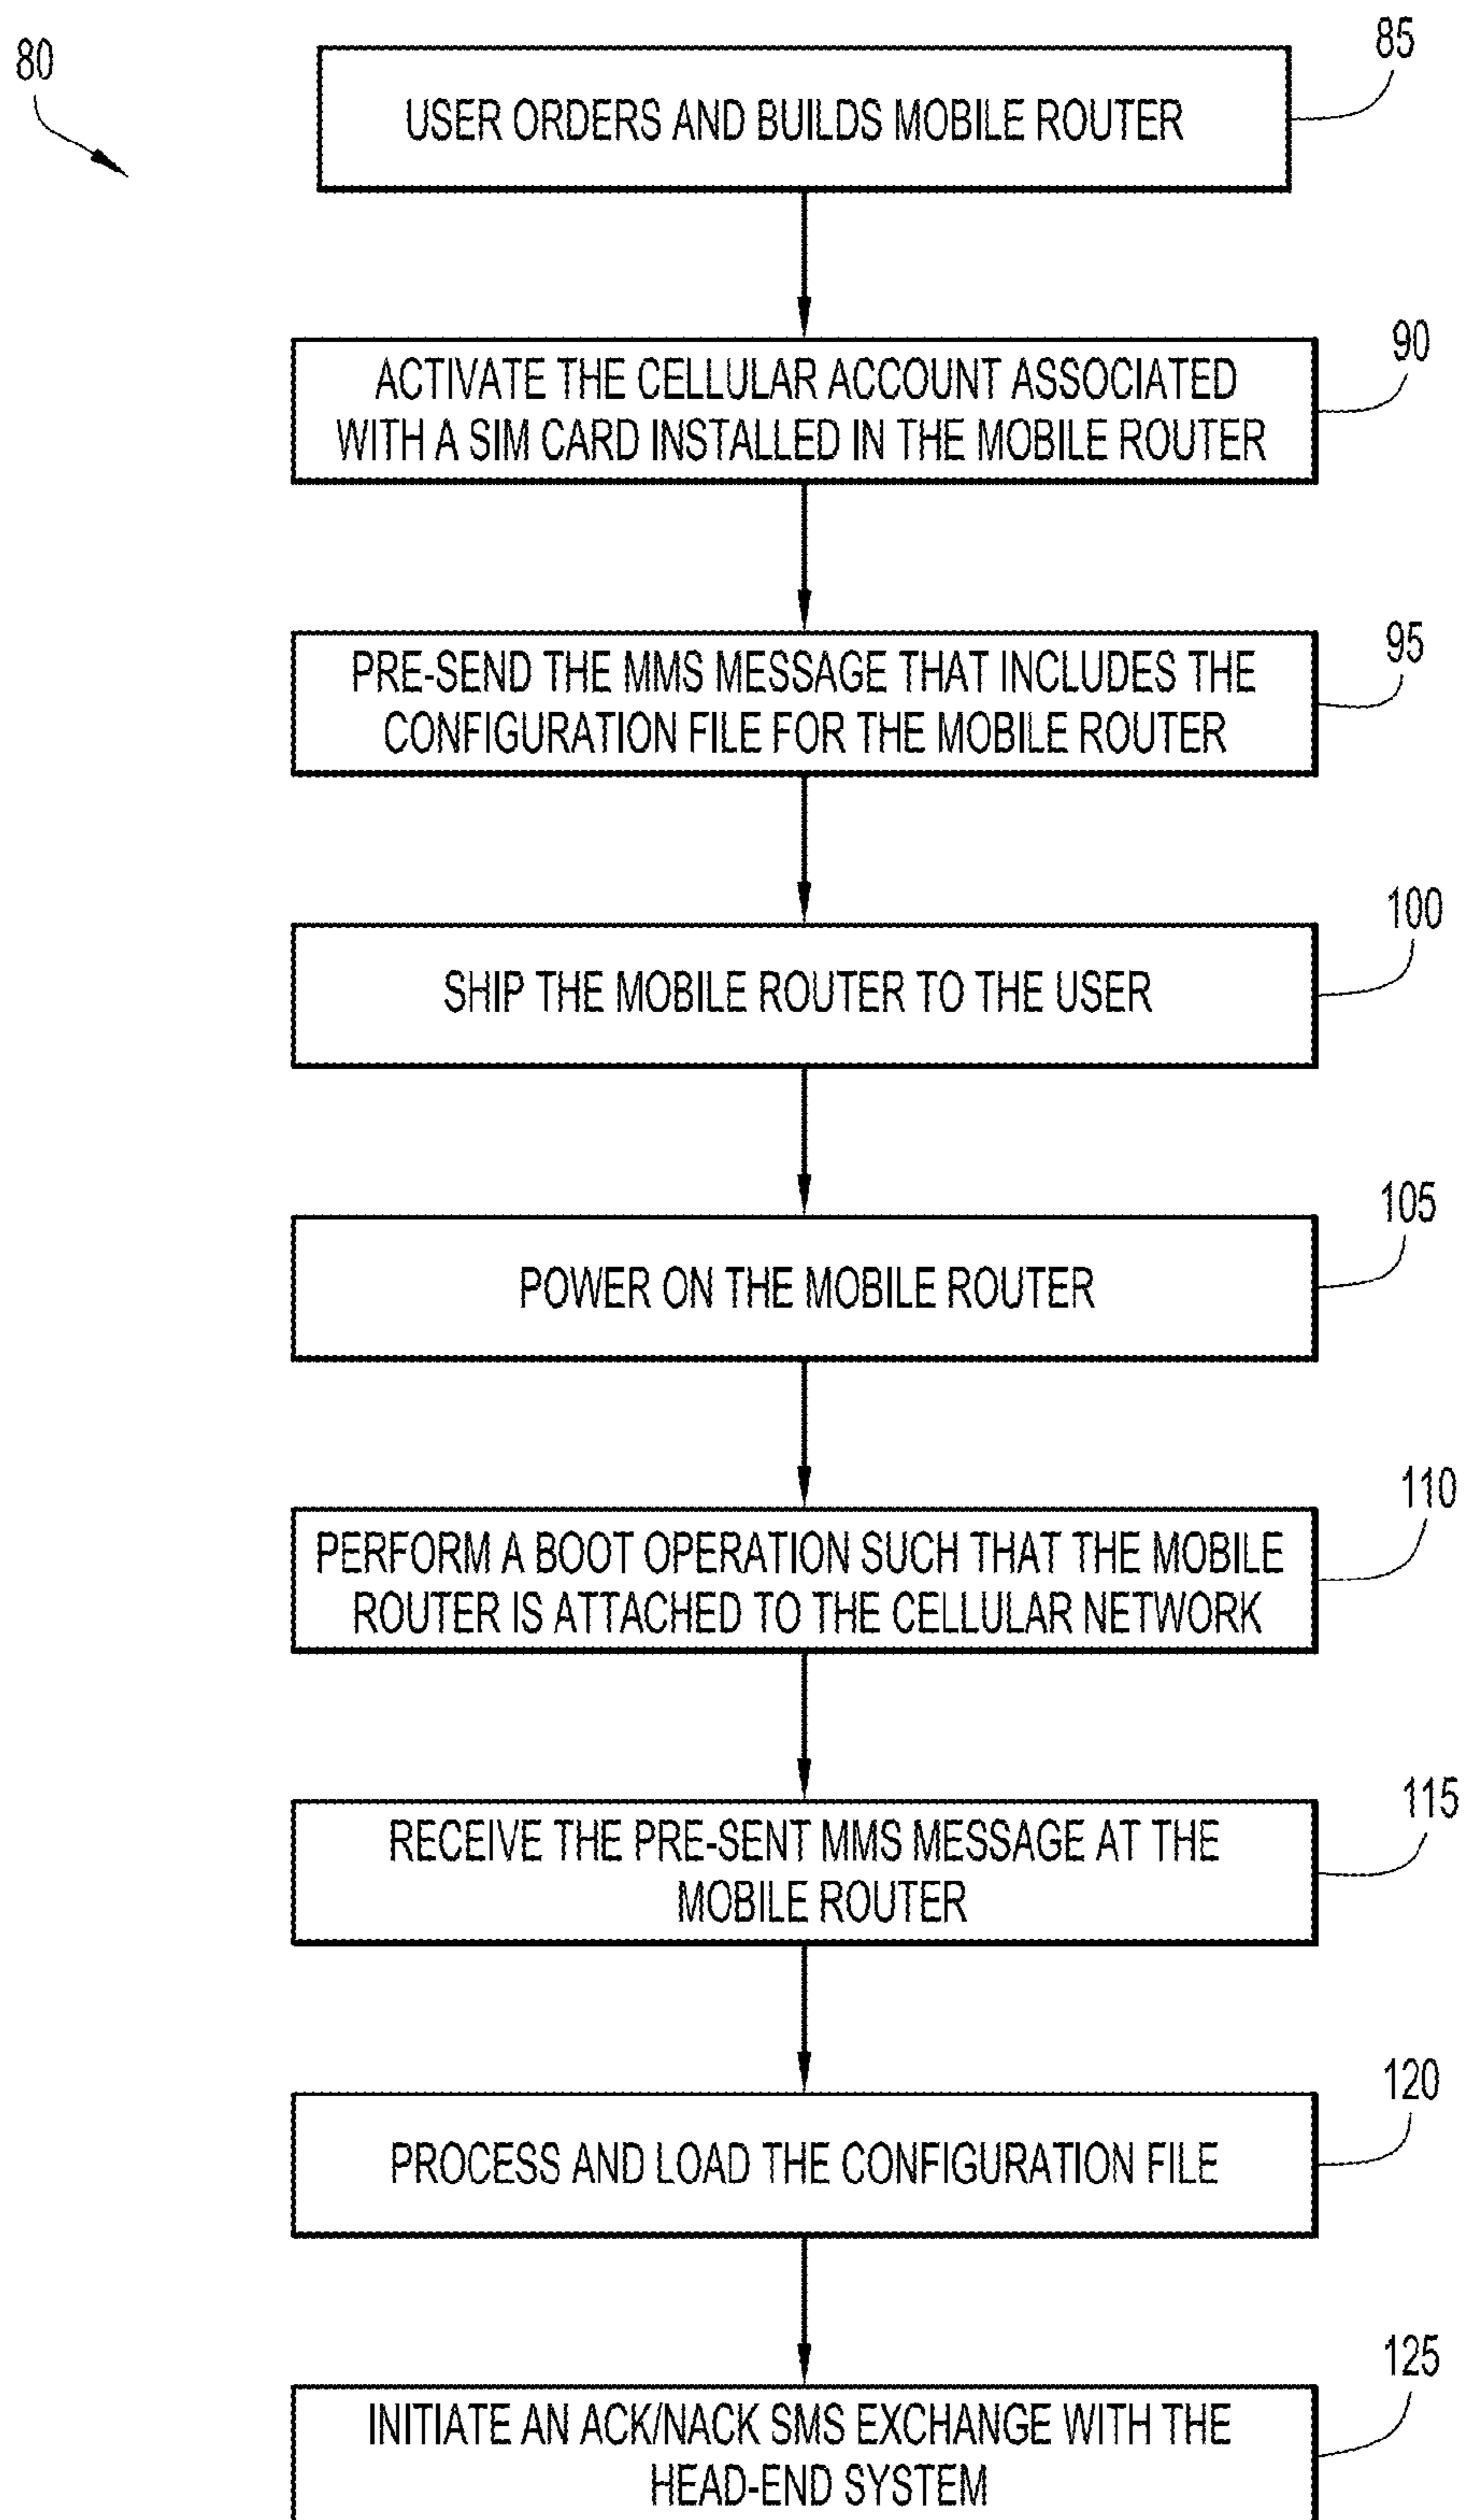 80
85
USER ORDERS AND BUILDS MOBILE ROUTER
90
ACTIVATE THE CELLULAR ACCOUNT ASSOCIATED
WITH A SIM CARD INSTALLED IN THE MOBILE ROUTER
95
PRE-SEND THE MMS MESSAGE THAT INCLUDES THE
CONFIGURATION FILE FOR THE MOBILE ROUTER
100
SHIP THE MOBILE ROUTER TO THE USER
105
POWER ON THE MOBILE ROUTER
110
PERFORM A BOOT OPERATION SUCH THAT THE MOBILE
ROUTER IS ATTACHED TO THE CELLULAR NETWORK
115
RECEIVE THE PRE-SENT MMS MESSAGE AT THE
MOBILE ROUTER
120
PROCESS AND LOAD THE CONFIGURATION FILE
125
INITIATE AN ACK/NACK SMS EXCHANGE WITH THE
HEAD-END SYSTEM